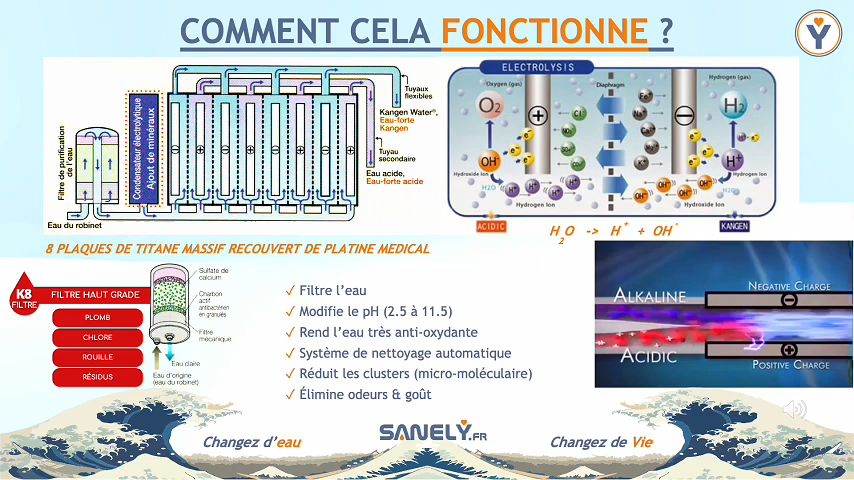 COMMENT CELA FONCTIONNE ?
Y
Tuyaux
flexibles
Kangen Water®,
Eau-forte
Kangen
Tuyau
secondaire
Eau acide,
Eau-forte acide
Filtre de purification
de l'eau
Condensateur électrolytique
Ajout de minéraux
Eau du robinet
ELECTROLYSIS
Oxygen (gas)
Diaphragm
Hydrogen (gas)
O2
H2
OH-
H+
Hydroxide Ion
Hydrogen Ion
H2O
Hydrogen Ion
Hydroxide Ion
H2O
ACIDIC
KANGEN
H2O -> H+ + OH-
8 PLAQUES DE TITANE MASSIF RECOUVERT DE PLATINE MEDICAL
K8
FILTRE
FILTRE HAUT GRADE
PLOMB
CHLORE
ROUILLE
RÉSIDUS
Sulfate de
calcium
Charbon
actif
antibactérien
en granulés
Filtre
mécanique
Eau claire
Eau d'origine
(eau du robinet)
✓ Filtre l'eau
✓ Modifie le pH (2.5 à 11.5)
✓ Rend l'eau très anti-oxydante
✓ Système de nettoyage automatique
✓ Réduit les clusters (micro-moléculaire)
✓ Élimine odeurs & goût
ALKALINE
NEGATIVE CHARGE
ACIDIC
POSITIVE CHARGE
Changez d'eau
SANELY.FR
Changez de Vie